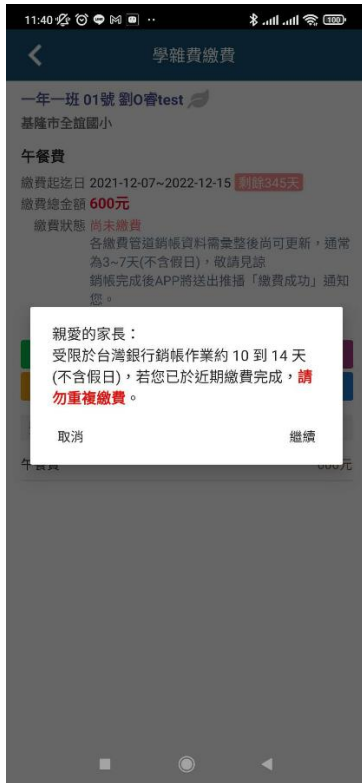 11:40
100
學雜費繳費
一年一班 01號 劉O睿test
基隆市全誼國小
午餐費
繳費起迄日 2021-12-07~2022-12-15 剩餘345天
繳費總金額 600元
繳費狀態 尚未繳費
各繳費管道銷帳資料需彙整後尚可更新，通常
為3~7天(不含假日)，敬請見諒
銷帳完成後APP將送出推播「繳費成功」通知
您。
親愛的家長：
受限於台灣銀行銷帳作業約 10 到 14 天
(不含假日)，若您已於近期繳費完成，請
勿重複繳費。
取消 繼續
午餐費 600元